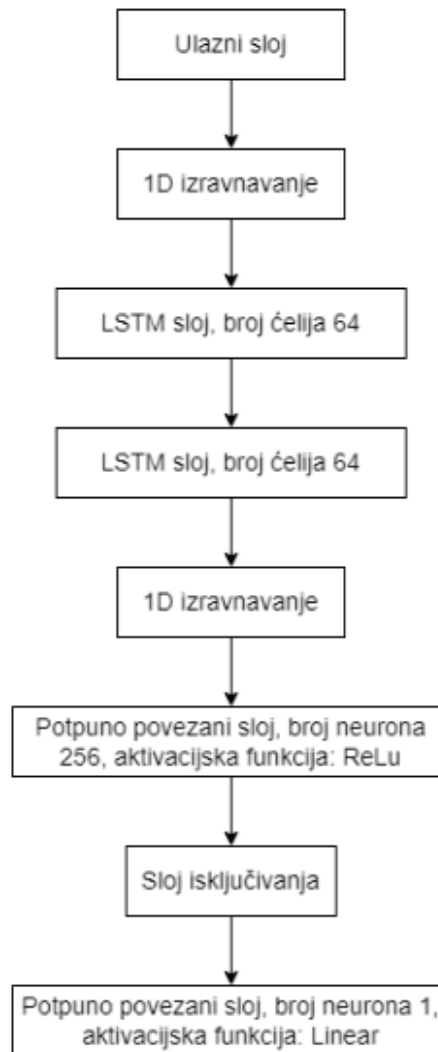 Ulazni sloj
1D izravnavanje
LSTM sloj, broj ćelija 64
LSTM sloj, broj ćelija 64
1D izravnavanje
Potpuno povezani sloj, broj neurona
256, aktivacijska funkcija: ReLu
Sloj isključivanja
Potpuno povezani sloj, broj neurona 1,
aktivacijska funkcija: Linear